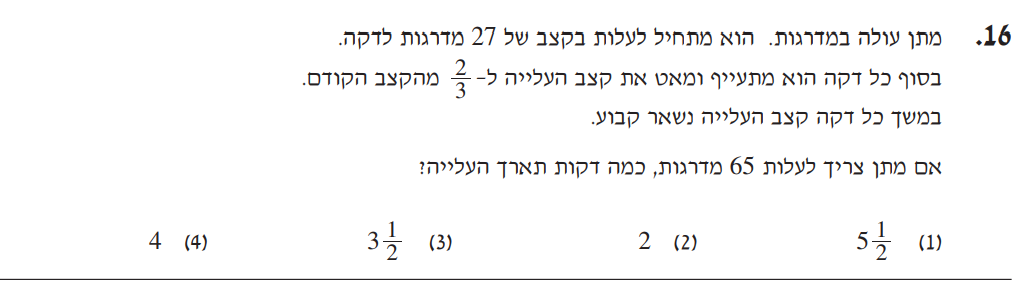 16. מתן עולה במדרגות. הוא מתחיל לעלות בקצב של 27 מדרגות לדקה.
בסוף כל דקה הוא מתעייף ומאט את קצב העלייה ל- 2/3 מהקצב הקודם.
במשך כל דקה קצב העלייה נשאר קבוע.
אם מתן צריך לעלות 65 מדרגות, כמה דקות תארך העלייה?
(1) 5 1/2 (2) 2 (3) 3 1/2 (4) 4